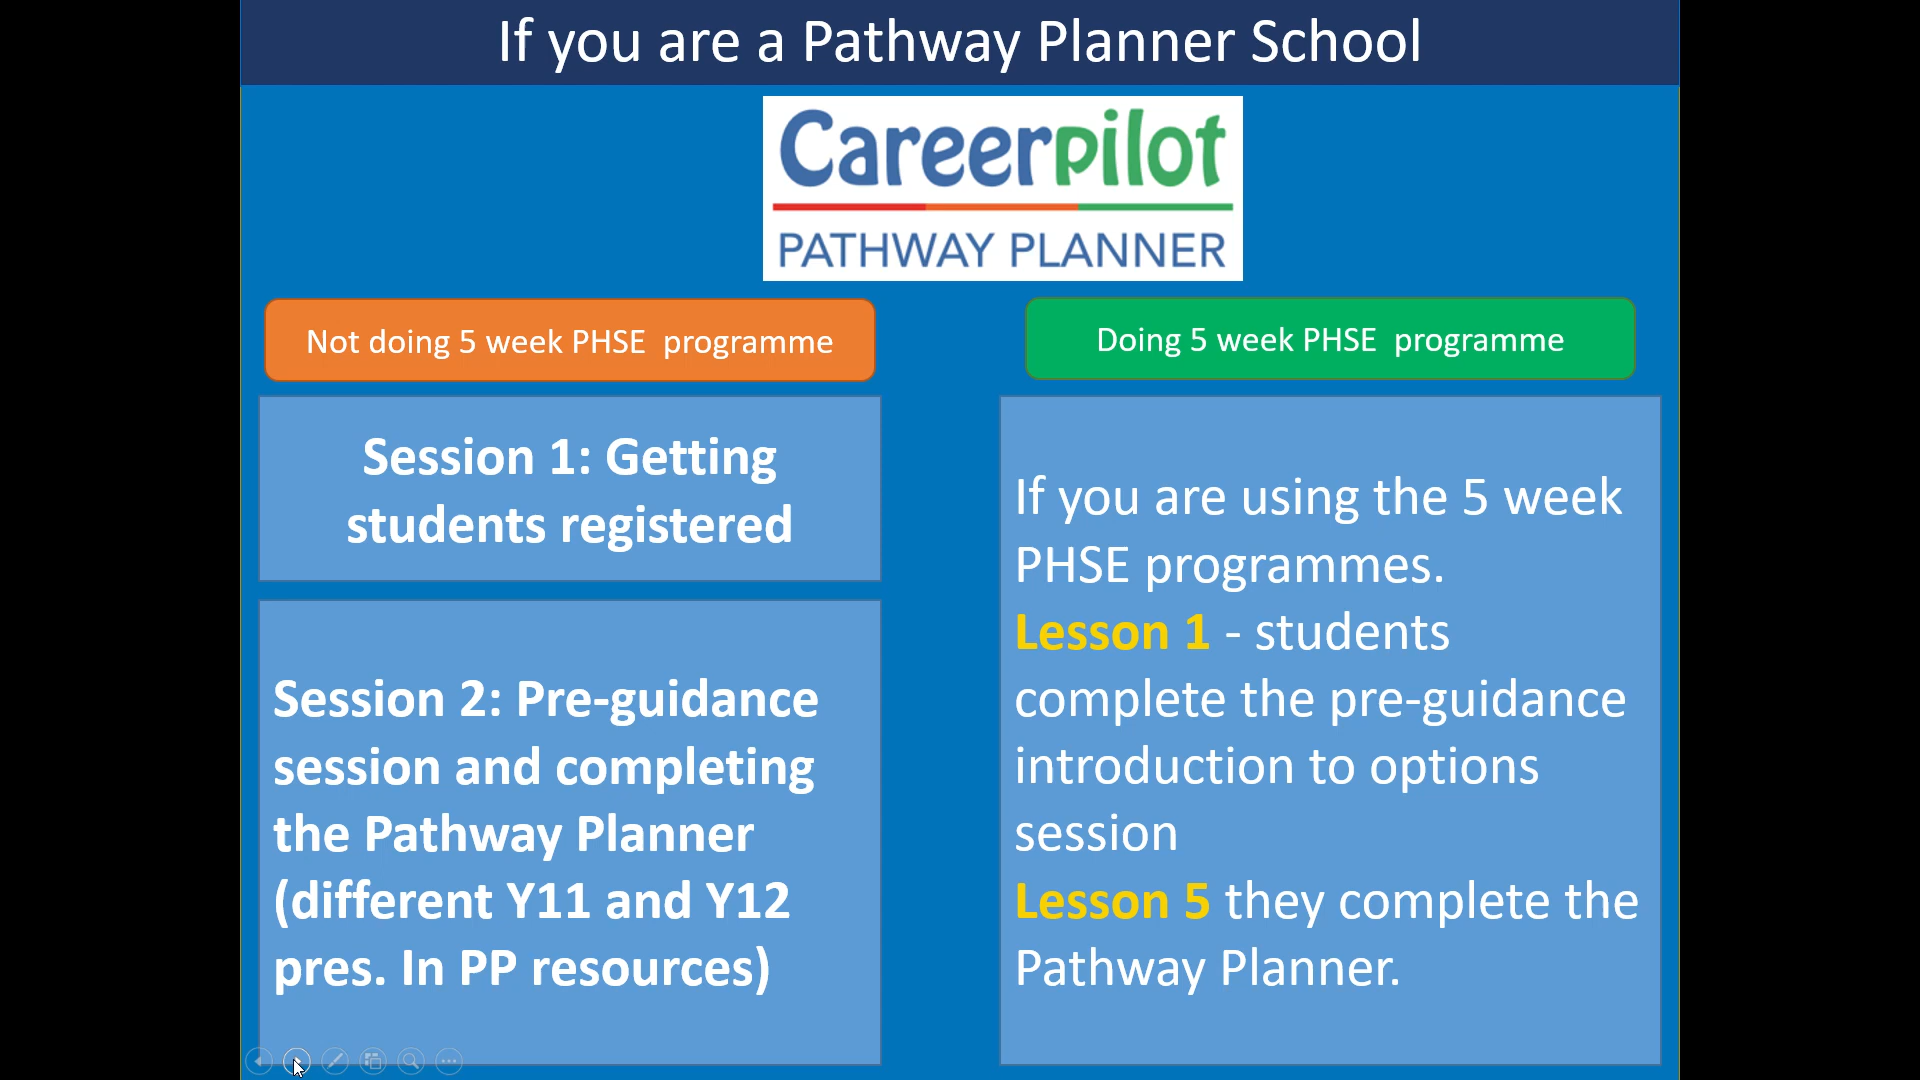 If you are a Pathway Planner School
Careerpilot
PATHWAY PLANNER
Not doing 5 week PHSE  programme
Session 1: Getting
students registered
Session 2: Pre-guidance
session and completing
the Pathway Planner
(different Y11 and Y12
pres. In PP resources)
Doing 5 week PHSE  programme
If you are using the 5 week
PHSE programmes.
Lesson 1 - students
complete the pre-guidance
introduction to options
session
Lesson 5 they complete the
Pathway Planner.